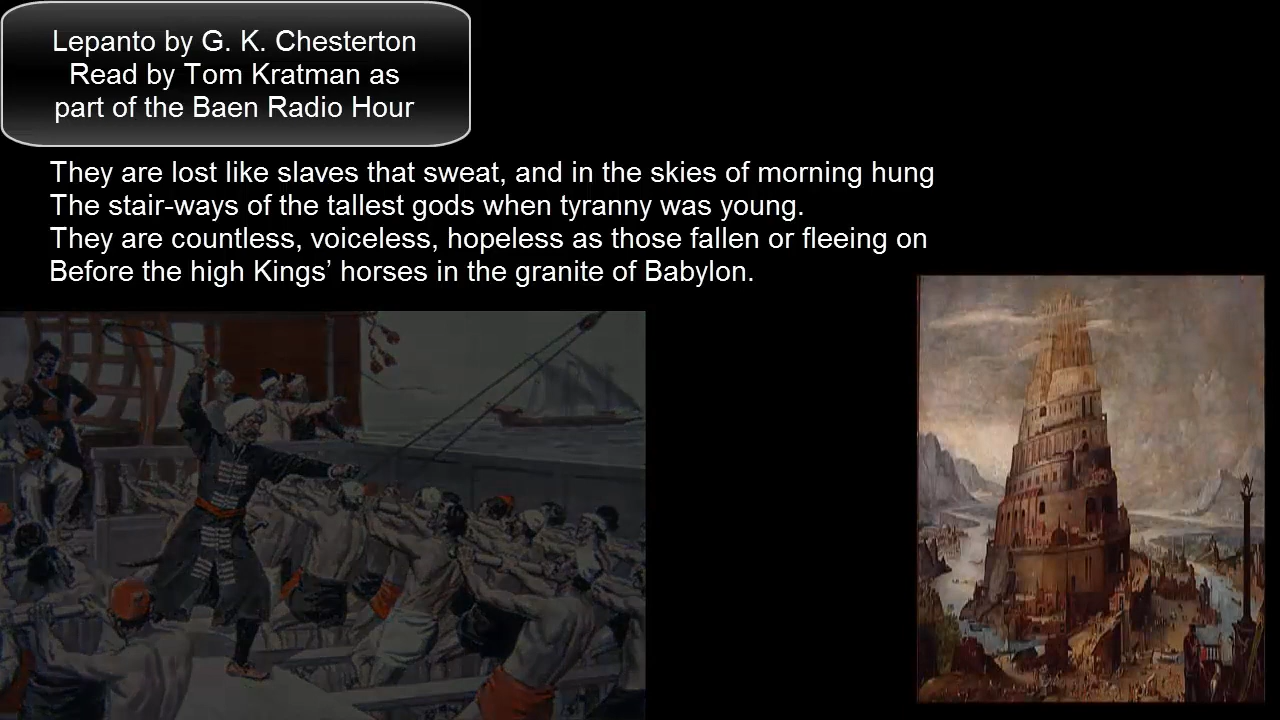 Lepanto by G. K. Chesterton
Read by Tom Kratman as
part of the Baen Radio Hour
They are lost like slaves that sweat, and in the skies of morning hung
The stair-ways of the tallest gods when tyranny was young.
They are countless, voiceless, hopeless as those fallen or fleeing on
Before the high Kings’ horses in the granite of Babylon.